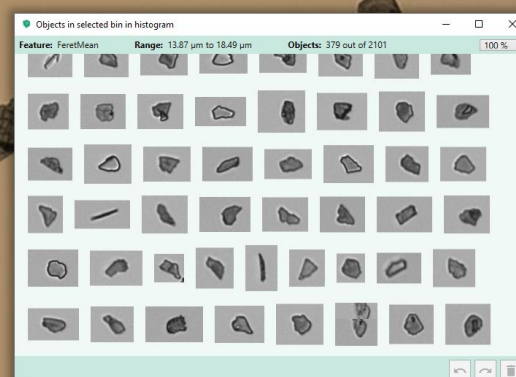 Objects in selected bin in histogram
Feature: FeretMean Range: 13.87 μm to 18.49 μm Objects: 379 out of 2101 100 %